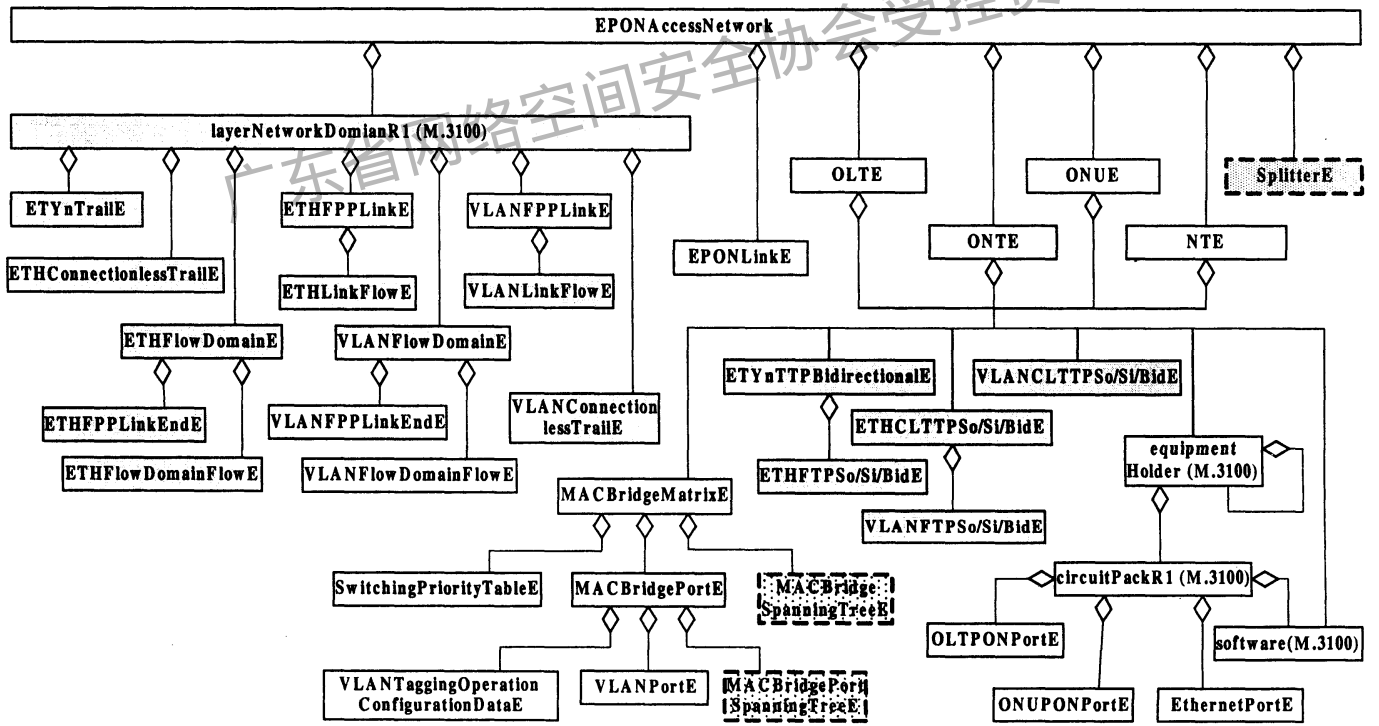 EPONAccessNetwork
广东省网络空间安全协会受控资
layerNetworkDomianR1 (M.3100)
OLTE
ONUE
SplitterE
ETYnTrailE
ETHFPPLinkE
VLANFPPLinkE
ONTE
NTE
EPONLinkE
ETHConnectionlessTrailE
ETHLinkFlowE
VLANLinkFlowE
ETHFlowDomainE
VLANFlowDomainE
ETYnTTPBidirectionalE
VLANCLTTPSo/Si/BidE
ETHFPPLinkEndE
VLANFPPLinkEndE
VLANConnection
lessTrailE
ETHCLTTPSo/Si/BidE
equipment
Holder (M.3100)
ETHFlowDomainFlowE
VLANFlowDomainFlowE
ETHFTPSo/Si/BidE
MACBridgeMatrixE
VLANFTPSo/Si/BidE
SwitchingPriorityTableE
MACBridgePortE
MACBridge
SpanningTreeE
circuitPackR1 (M.3100)
OLTPONPortE
software(M.3100)
VLANTaggingOperation
ConfigurationDataE
VLANPortE
MACBridgePort
SpanningTreeE
ONUPONPortE
EthernetPortE